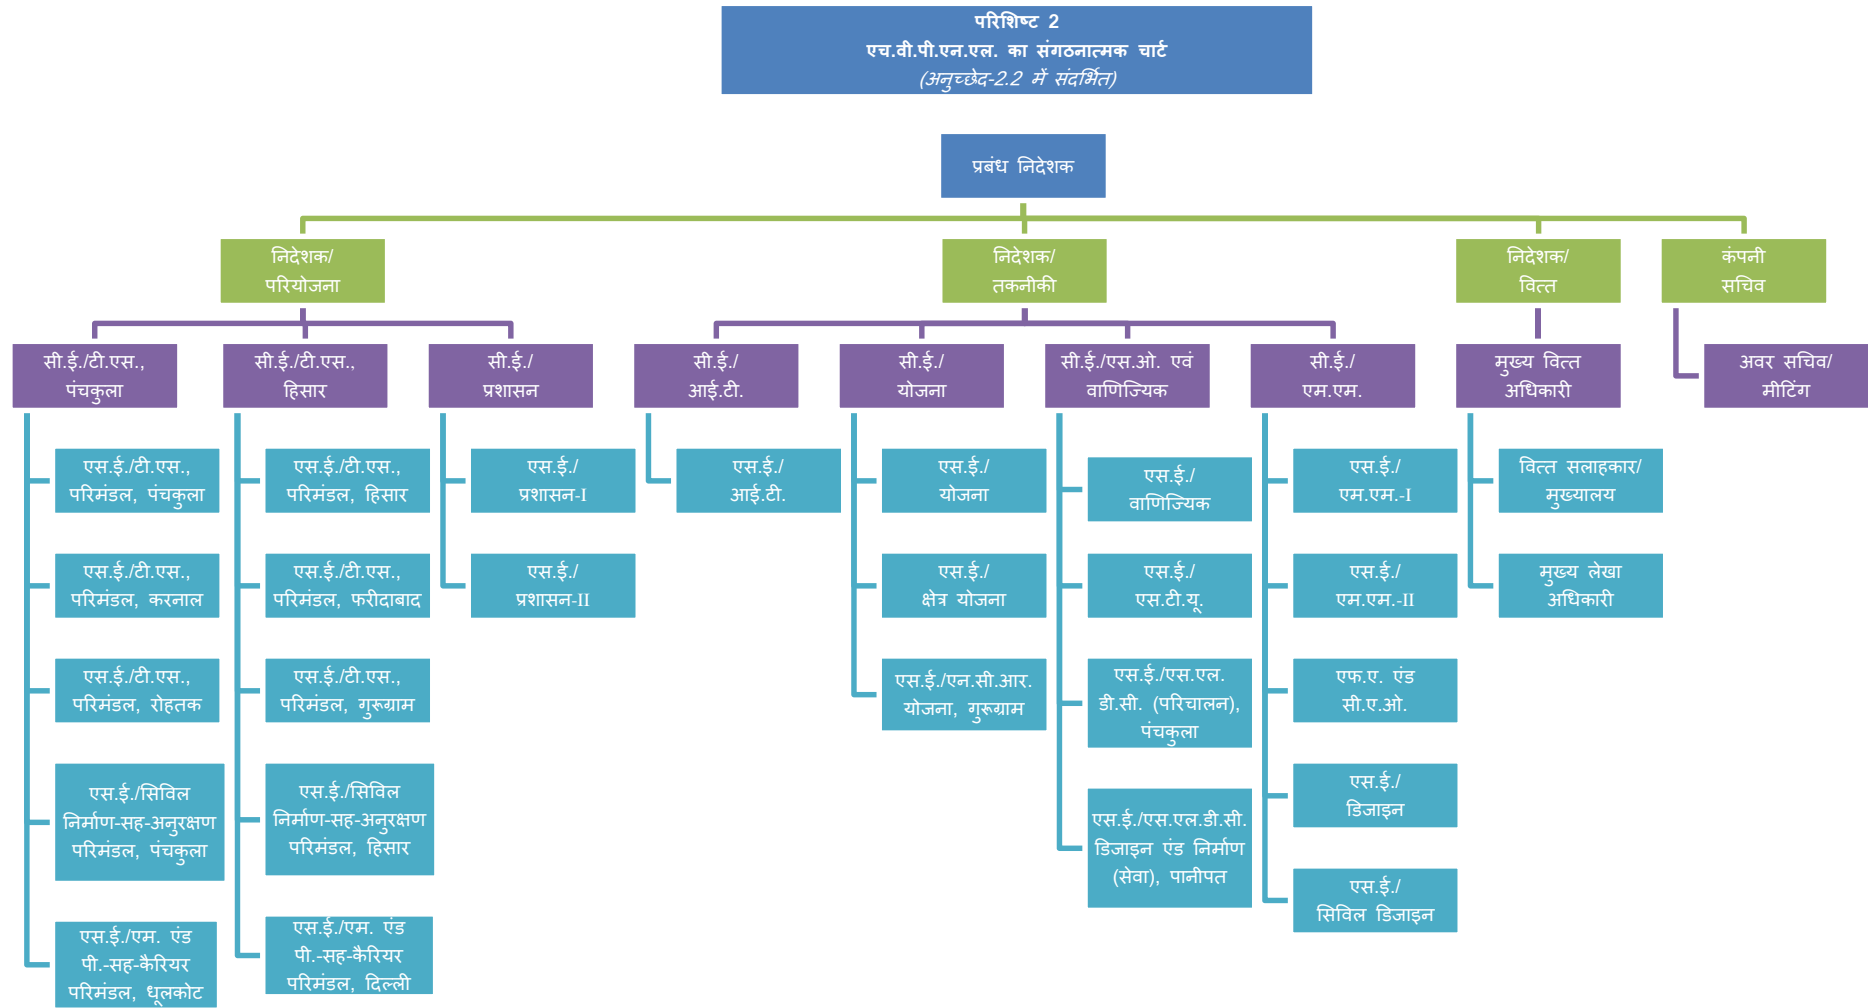 परिशिष्ट 2
एच.वी.पी.एन.एल. का संगठनात्मक चार्ट
(अनुच्छेद-2.2 में संदर्भित)
प्रबंध निदेशक
निदेशक/
परियोजना
निदेशक/
तकनीकी
निदेशक/
वित्त
कंपनी
सचिव
सी.ई./टी.एस.,
पंचकुला
सी.ई./टी.एस.,
हिसार
सी.ई./
प्रशासन
सी.ई./
आई.टी.
सी.ई./
योजना
सी.ई./एस.ओ. एवं
वाणिज्यिक
सी.ई./
एम.एम.
मुख्य वित्त
अधिकारी
अवर सचिव/
मीटिंग
एस.ई./टी.एस.,
परिमंडल, पंचकुला
एस.ई./टी.एस.,
परिमंडल, करनाल
एस.ई./टी.एस.,
परिमंडल, रोहतक
एस.ई./सिविल
निर्माण-सह-अनुरक्षण
परिमंडल, पंचकुला
एस.ई./एम. एंड
पी.-सह-कैरियर
परिमंडल, धूलकोट
एस.ई./टी.एस.,
परिमंडल, हिसार
एस.ई./टी.एस.,
परिमंडल, फरीदाबाद
एस.ई./टी.एस.,
परिमंडल, गुरूग्राम
एस.ई./सिविल
निर्माण-सह-अनुरक्षण
परिमंडल, हिसार
एस.ई./एम. एंड
पी.-सह-कैरियर
परिमंडल, दिल्ली
एस.ई./
प्रशासन-I
एस.ई./
प्रशासन-II
एस.ई./
आई.टी.
एस.ई./
योजना
एस.ई./
क्षेत्र योजना
एस.ई./एन.सी.आर.
योजना, गुरूग्राम
एस.ई./
वाणिज्यिक
एस.ई./
एस.टी.यू.
एस.ई./एस.एल.
डी.सी. (परिचालन),
पंचकुला
एस.ई./एस.एल.डी.सी.
डिजाइन एंड निर्माण
(सेवा), पानीपत
एस.ई./
एम.एम.-I
एस.ई./
एम.एम.-II
एफ.ए. एंड
सी.ए.ओ.
एस.ई./
डिजाइन
एस.ई./
सिविल डिजाइन
वित्त सलाहकार/
मुख्यालय
मुख्य लेखा
अधिकारी